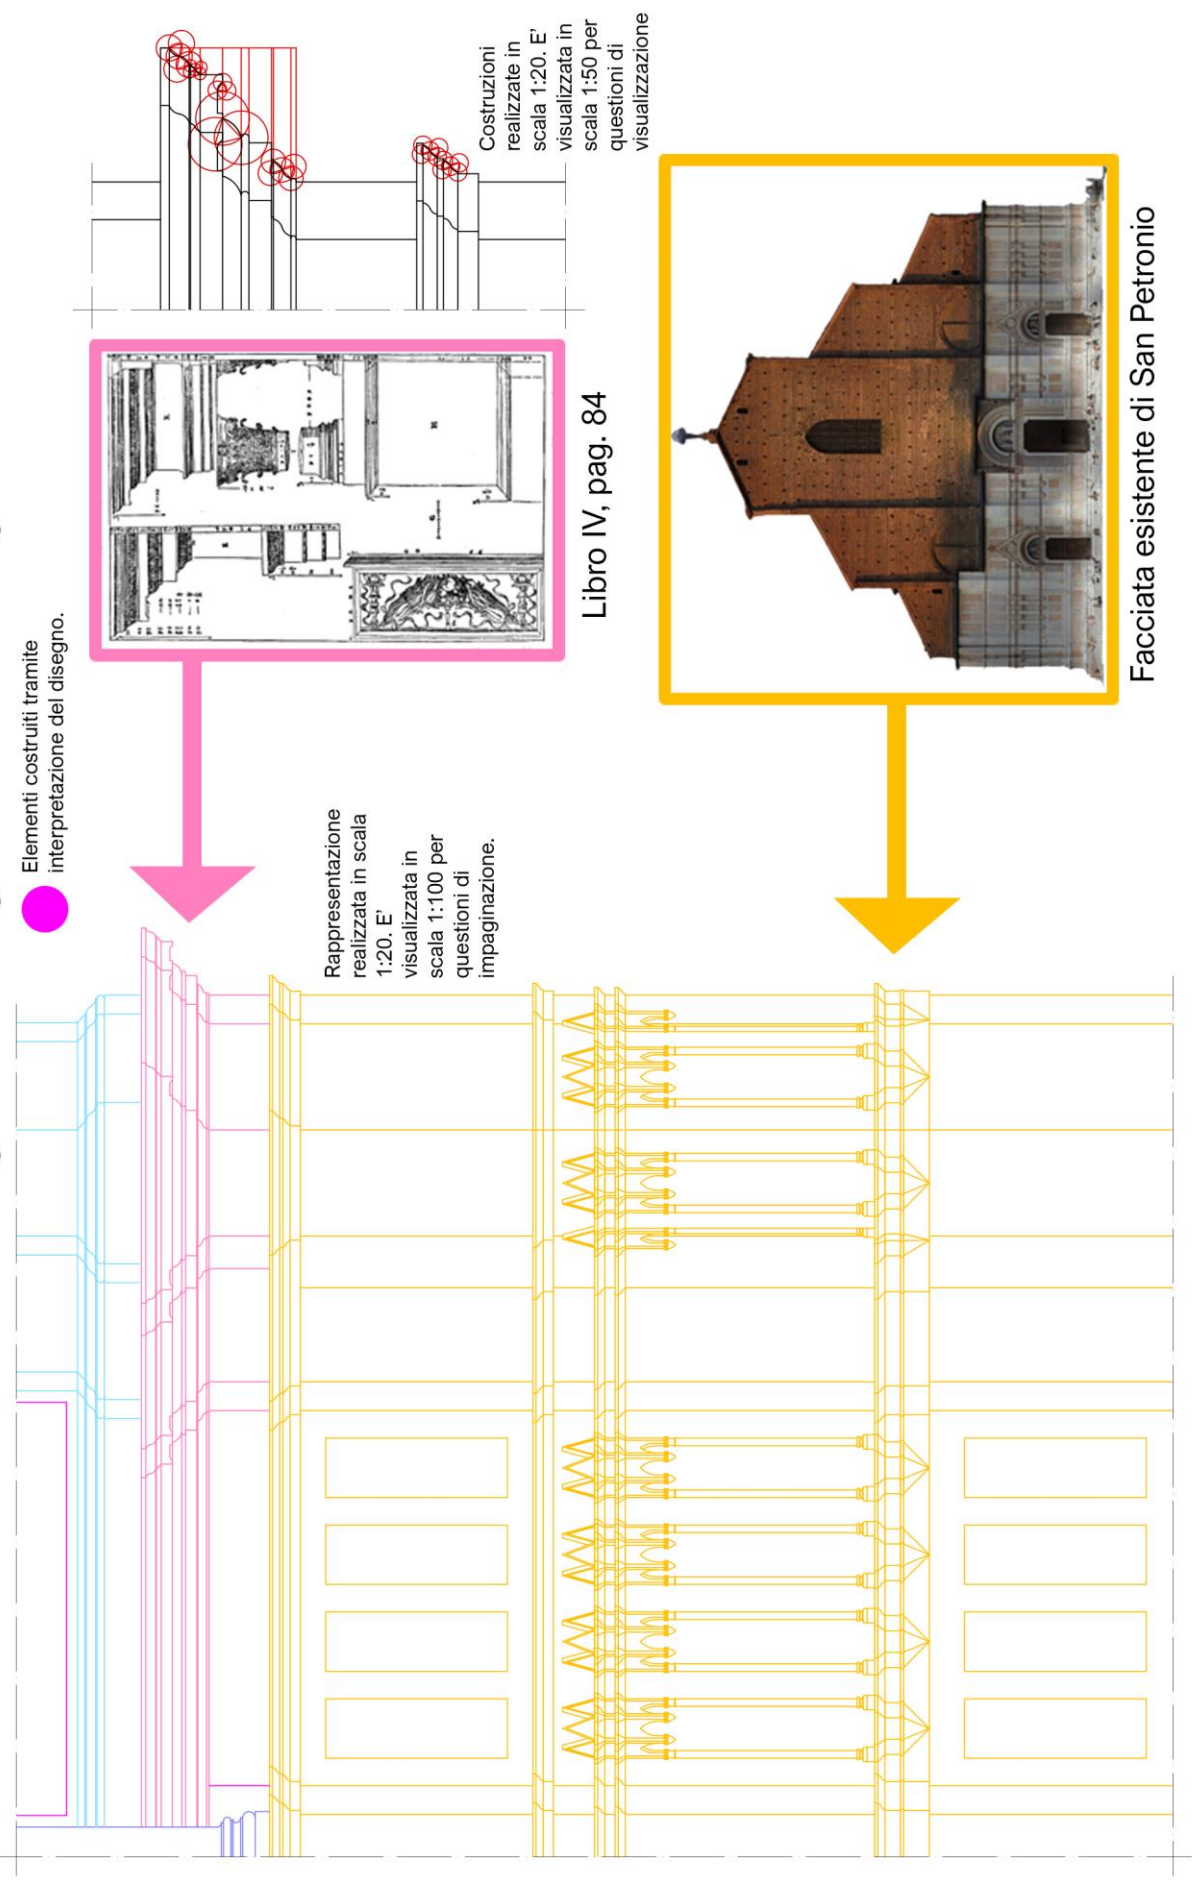 Elementi costruiti tramite
interpretazione del disegno.
Rappresentazione
realizzata in scala
1:20. E'
visualizzata in
scala 1:100 per
questioni di
impaginazione.
Libro IV, pag. 84
Costruzioni
realizzate in
scala 1:20. E'
visualizzata in
scala 1:50 per
questioni di
visualizzazione
Facciata esistente di San Petronio